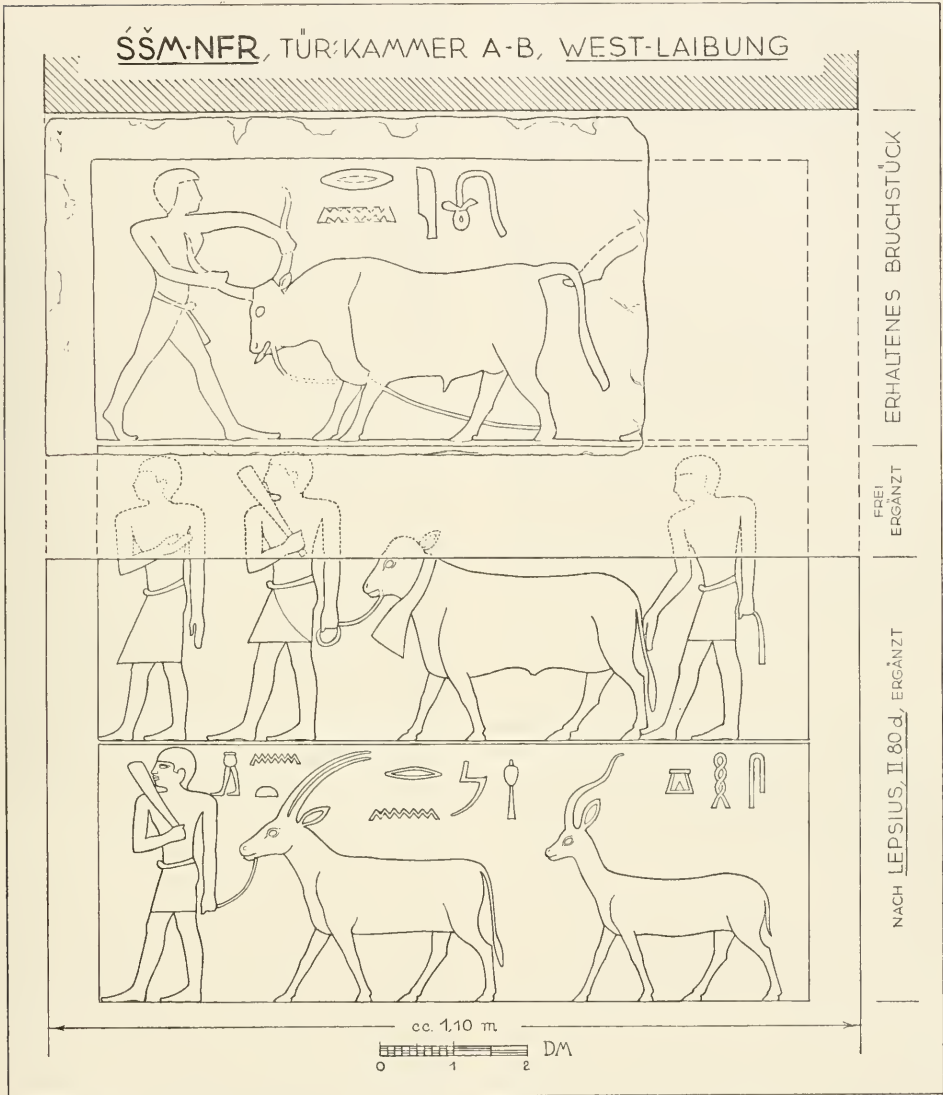 ŚŠM·NFR, TÜR:KAMMER A-B, WEST-LAIBUNG
ERHALTENES BRUCHSTÜCK
FREI
ERGÄNZT
NACH LEPSIUS, II.80d, ERGÄNZT
cc. 1,10 m
0 1 2 DM